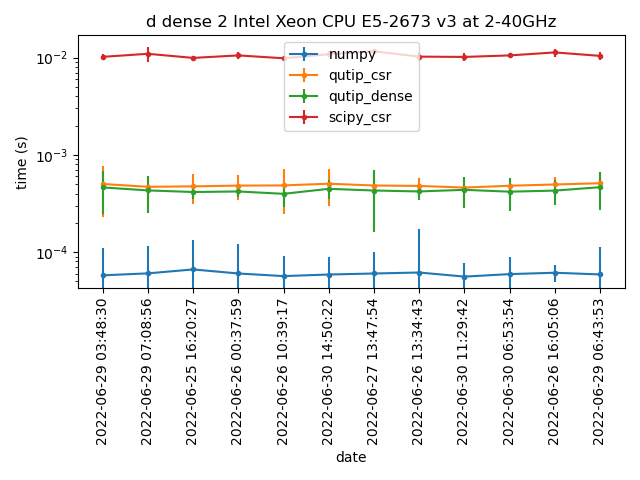 d dense 2 Intel Xeon CPU E5-2673 v3 at 2-40GHz
numpy
qutip_csr
qutip_dense
scipy_csr
time (s)
10⁻²
10⁻³
10⁻⁴
2022-06-29 03:48:30
2022-06-29 07:08:56
2022-06-25 16:20:27
2022-06-26 00:37:59
2022-06-26 10:39:17
2022-06-30 14:50:22
2022-06-27 13:47:54
2022-06-26 13:34:43
2022-06-30 11:29:42
2022-06-30 06:53:54
2022-06-26 16:05:06
2022-06-29 06:43:53
date